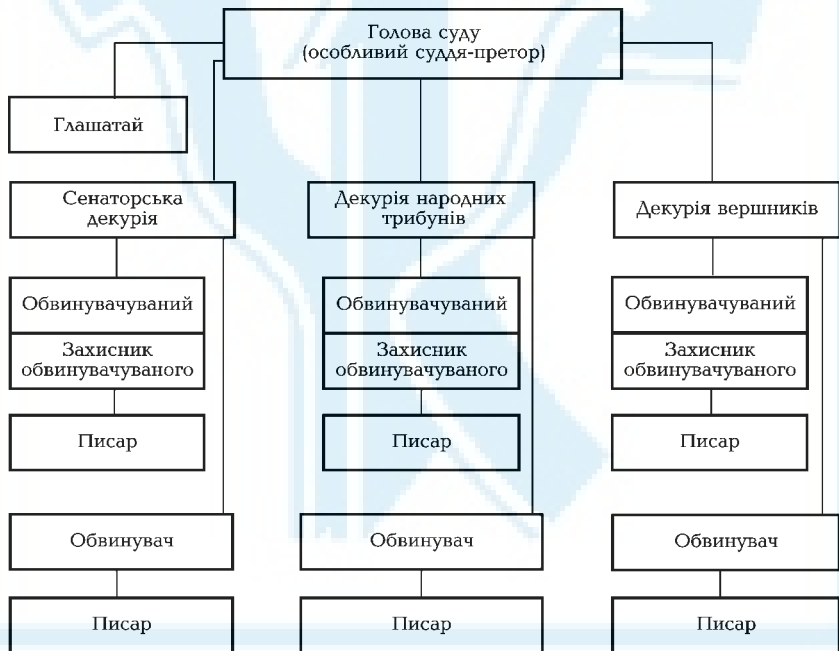 Голова суду
(особливий суддя-претор)
Глашатай
Сенаторська
декурія
Декурія народних
трибунів
Декурія вершників
Обвинувачуваний
Обвинувачуваний
Обвинувачуваний
Захисник
обвинувачуваного
Захисник
обвинувачуваного
Захисник
обвинувачуваного
Писар
Писар
Писар
Обвинувач
Обвинувач
Обвинувач
Писар
Писар
Писар